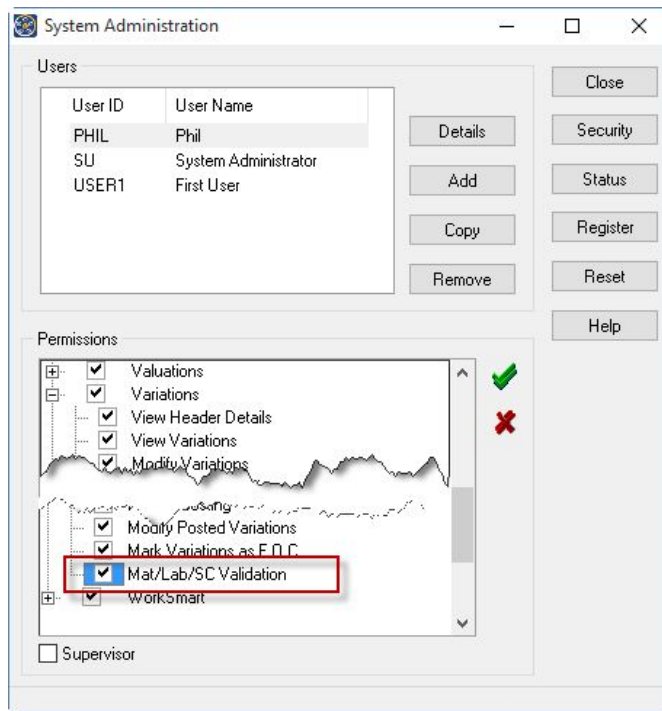 System Administration
Users
Close
User ID User Name
PHIL Phil
Details
Security
SU System Administrator
USER1 First User
Add
Status
Copy
Register
Remove
Reset
Permissions
Help
Valuations
Variations
View Header Details
View Variations
Modify Variations
Modify Posted Variations
Mark Variations as F.O.C
Mat/Lab/SC Validation
WorkSmart
Supervisor